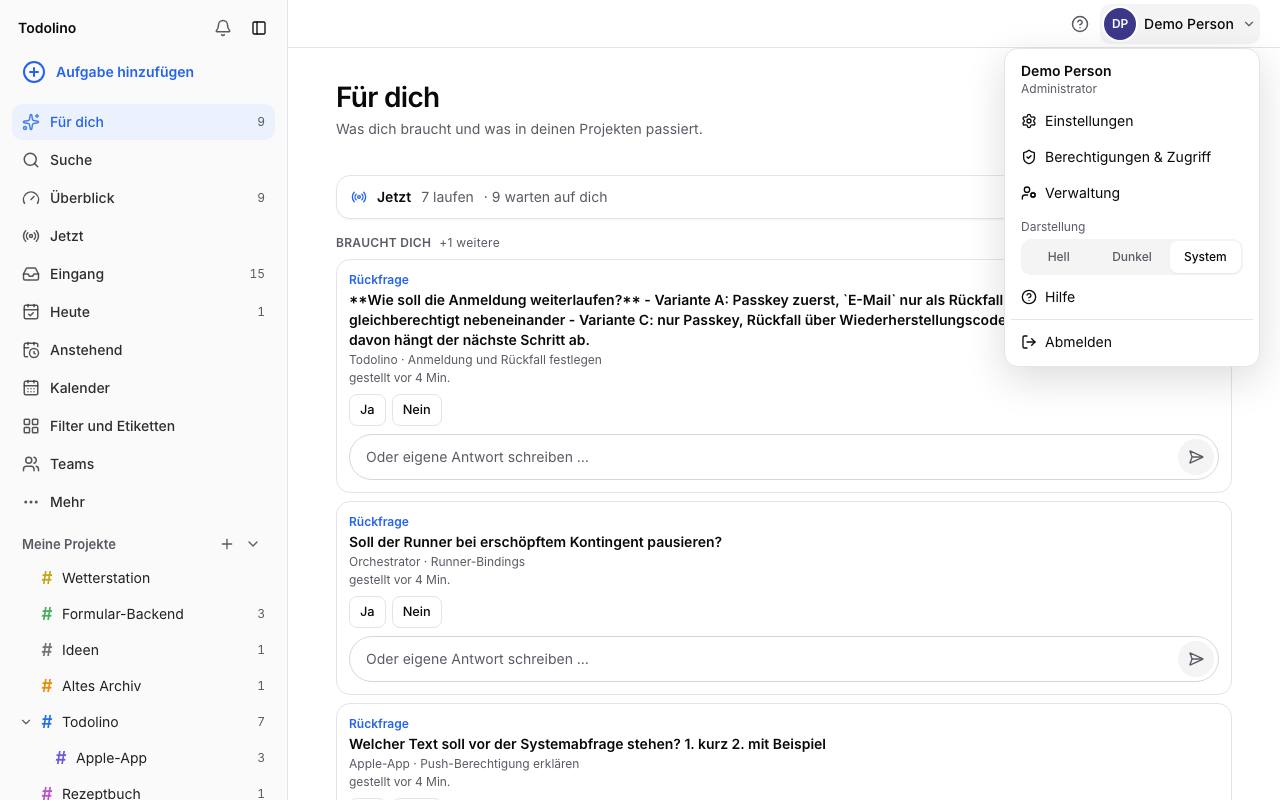 Todolino
Aufgabe hinzufügen
Für dich 9
Suche
Überblick 9
Jetzt
Eingang 15
Heute 1
Anstehend
Kalender
Filter und Etiketten
Teams
Mehr
Meine Projekte
# Wetterstation
# Formular-Backend 3
# Ideen 1
# Altes Archiv 1
# Todolino 7
# Apple-App 3
# Rezeptbuch 1
DP Demo Person
Demo Person
Administrator
Einstellungen
Berechtigungen & Zugriff
Verwaltung
Darstellung
Hell Dunkel System
Hilfe
Abmelden
Für dich
Was dich braucht und was in deinen Projekten passiert.
Jetzt 7 laufen · 9 warten auf dich
BRAUCHT DICH +1 weitere
Rückfrage
**Wie soll die Anmeldung weiterlaufen?** - Variante A: Passkey zuerst, `E-Mail` nur als Rückfall
gleichberechtigt nebeneinander - Variante C: nur Passkey, Rückfall über Wiederherstellungscode
davon hängt der nächste Schritt ab.
Todolino · Anmeldung und Rückfall festlegen
gestellt vor 4 Min.
Ja Nein
Oder eigene Antwort schreiben ...
Rückfrage
Soll der Runner bei erschöpftem Kontingent pausieren?
Orchestrator · Runner-Bindings
gestellt vor 4 Min.
Ja Nein
Oder eigene Antwort schreiben ...
Rückfrage
Welcher Text soll vor der Systemabfrage stehen? 1. kurz 2. mit Beispiel
Apple-App · Push-Berechtigung erklären
gestellt vor 4 Min.